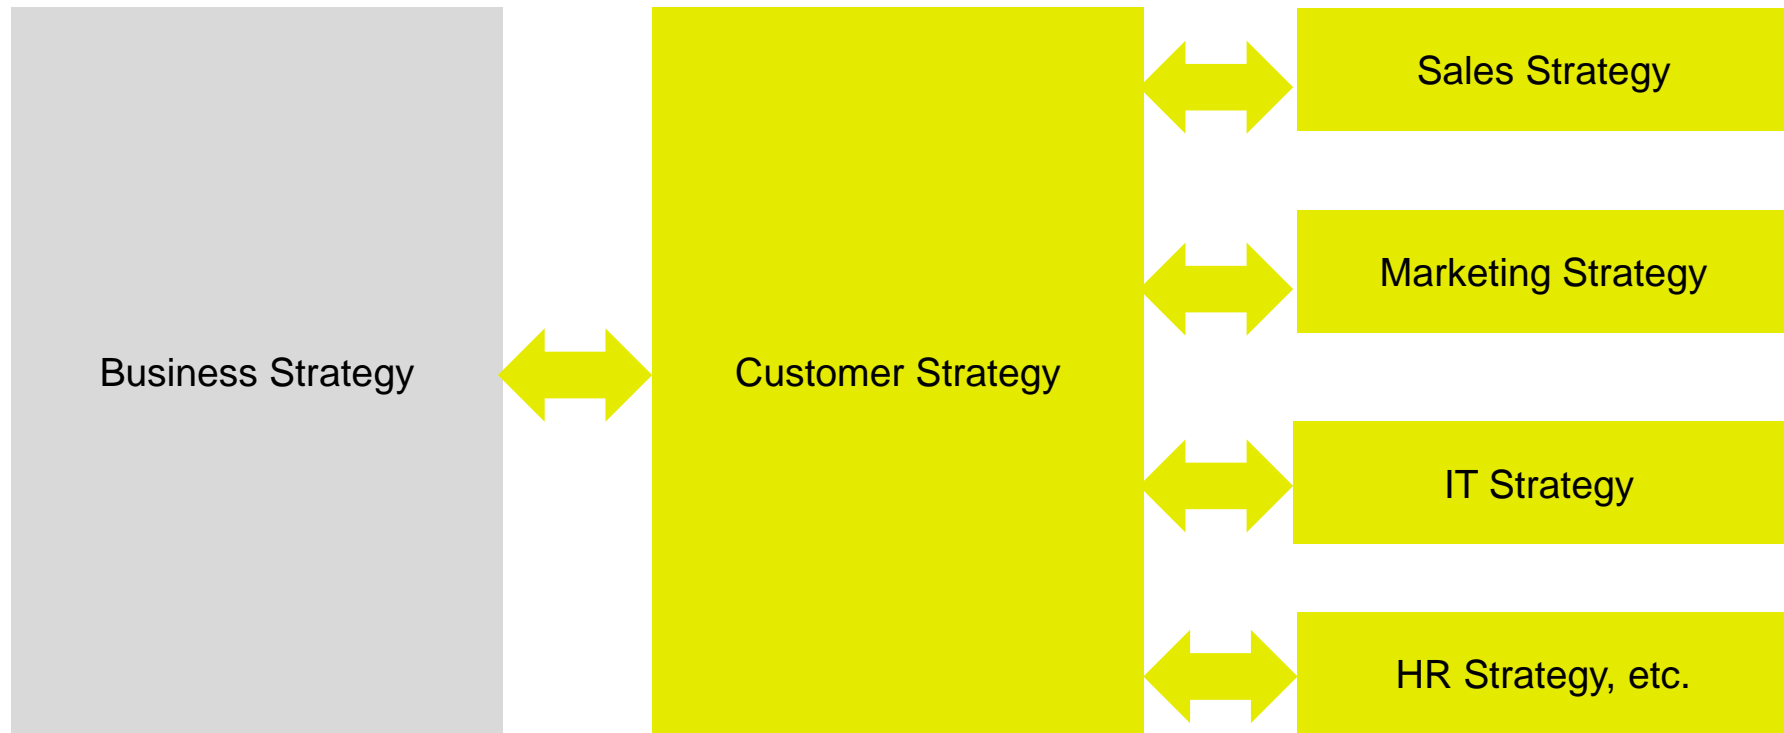 Business Strategy
Customer Strategy
Sales Strategy
Marketing Strategy
IT Strategy
HR Strategy, etc.